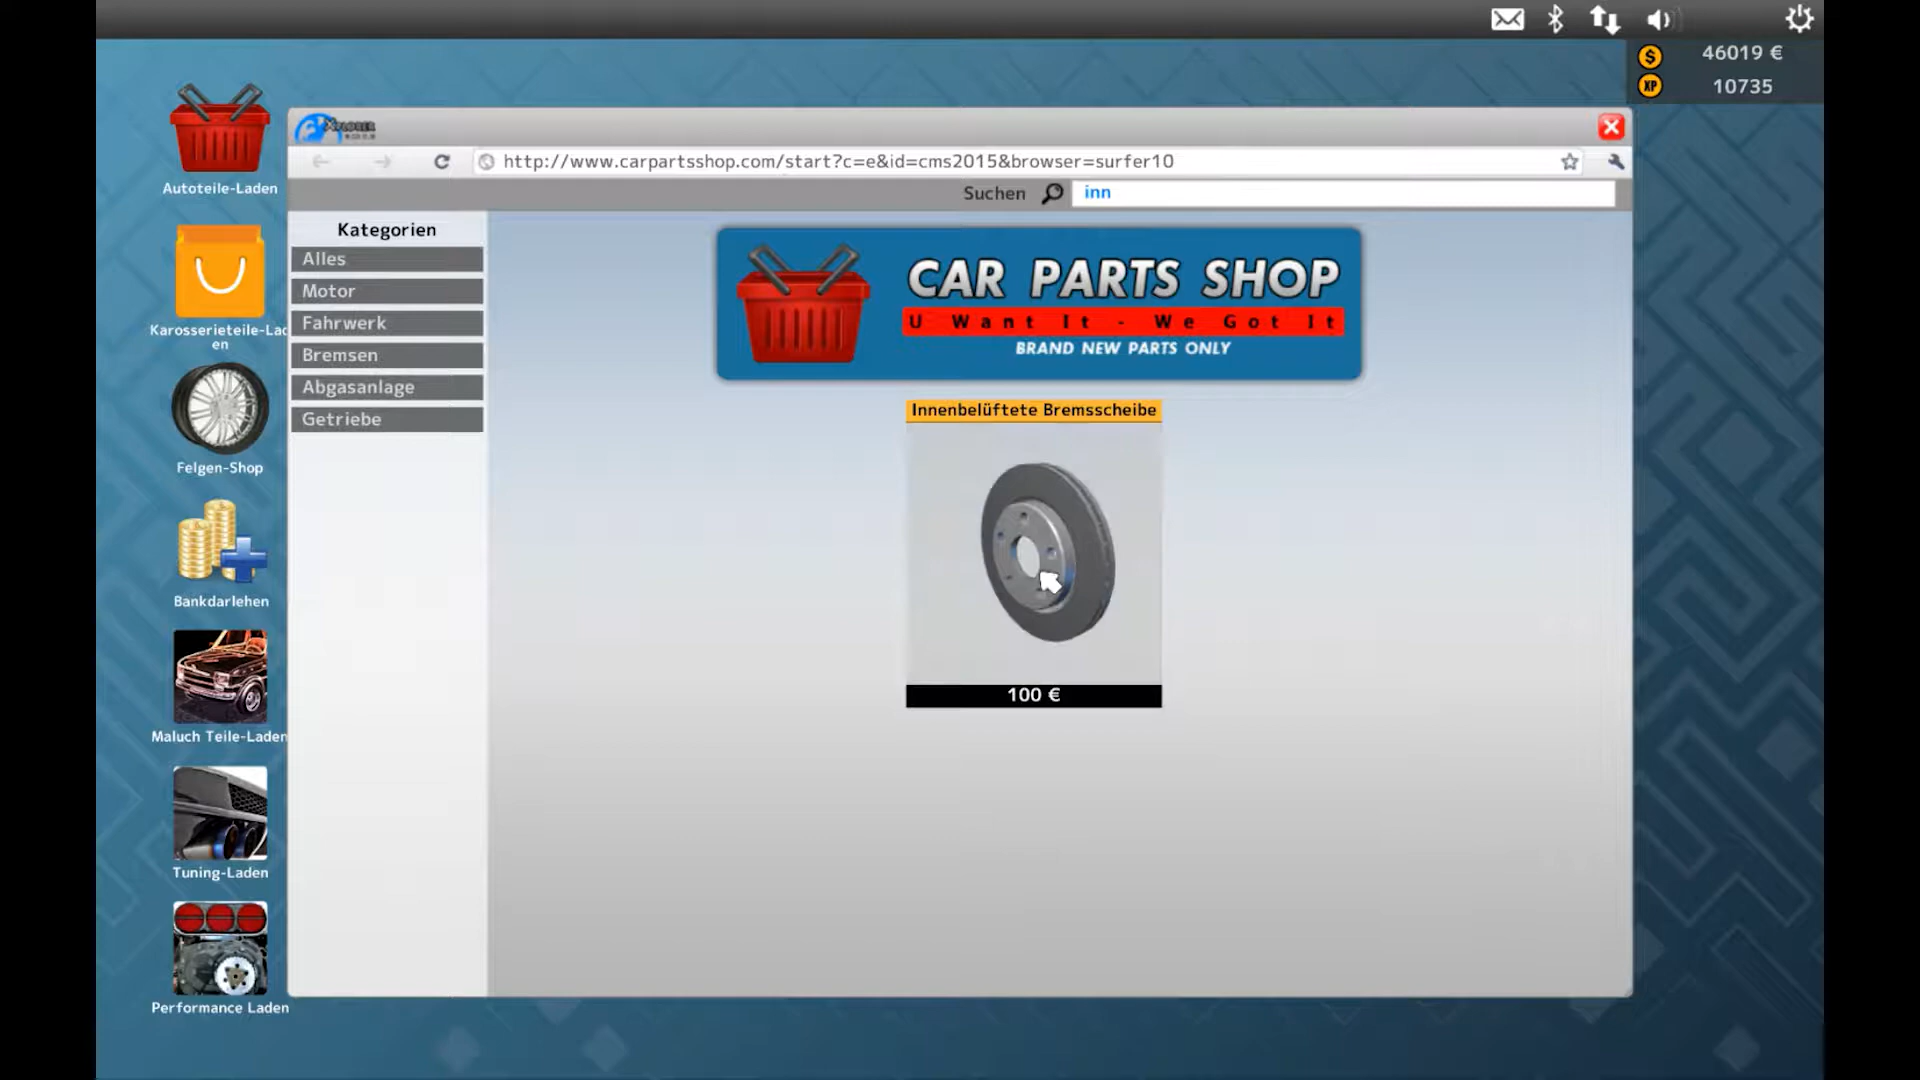 46019 €
XP
10735
Autoteile-Laden
XPLORER
http://www.carpartsshop.com/start?c=e&id=cms2015&browser=surfer10
Suchen
inn
Kategorien
Alles
Motor
Fahrwerk
Bremsen
Abgasanlage
Getriebe
CAR PARTS SHOP
U Want It - We Got It
BRAND NEW PARTS ONLY
Innenbelüftete Bremsscheibe
100 €
Karosserieteile-Lad
en
Felgen-Shop
Bankdarlehen
Maluch Teile-Laden
Tuning-Laden
Performance Laden